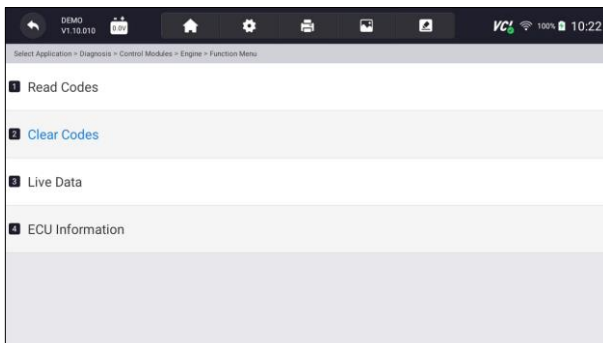 DEMO
V1.10.010
0.0V
VCI
100%
10:22
Select Application > Diagnosis > Control Modules > Engine > Function Menu
1 Read Codes
2 Clear Codes
3 Live Data
4 ECU Information